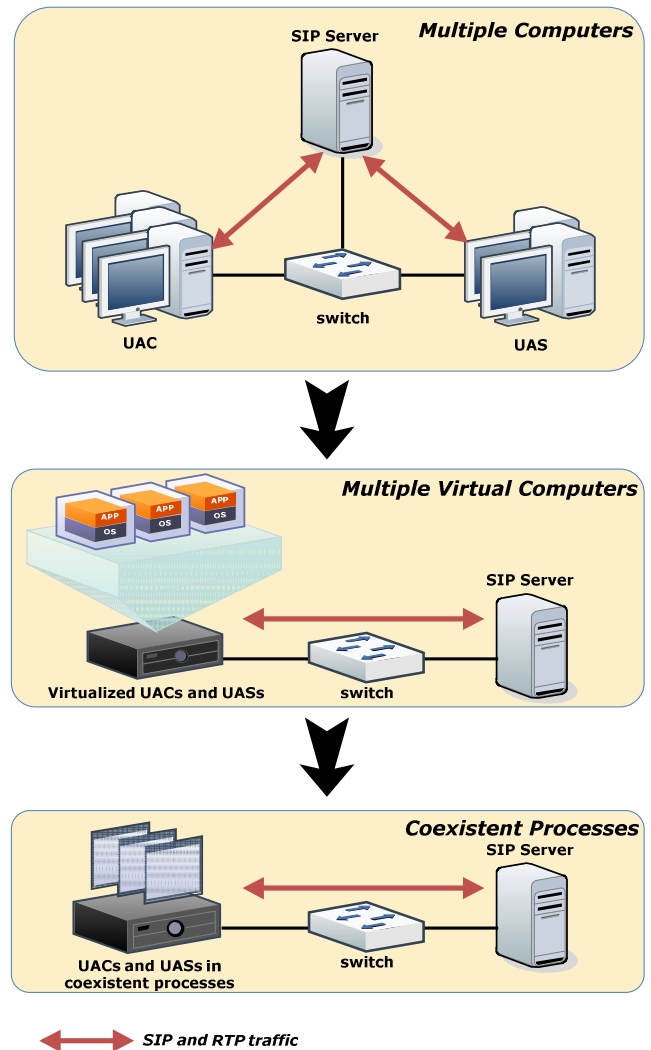 Multiple Computers
SIP Server
switch
UAC
UAS
Multiple Virtual Computers
APP
OS
APP
OS
APP
OS
SIP Server
Virtualized UACs and UASs
switch
Coexistent Processes
SIP Server
UACs and UASs in
coexistent processes
switch
SIP and RTP traffic